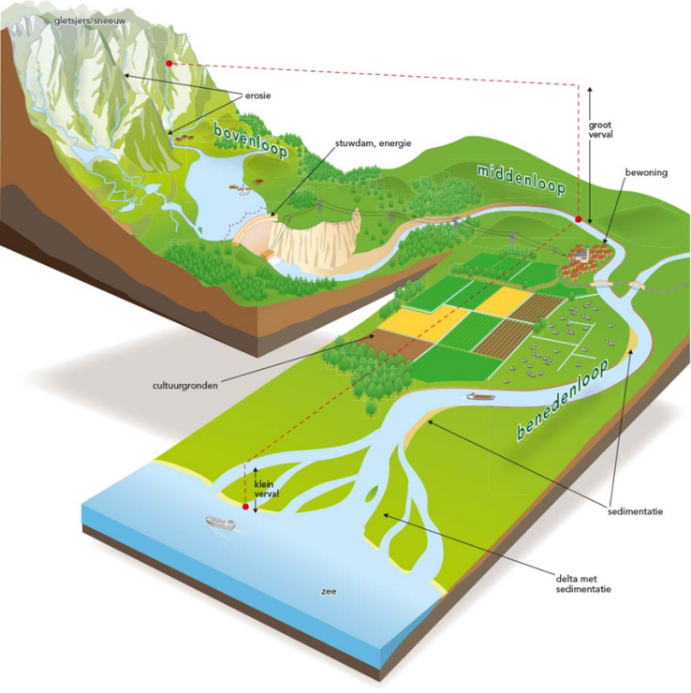 gletsjers/sneeuw
erosie
bovenloop
stuwdam, energie
groot
verval
middenloop
bewoning
cultuurgronden
benedenloop
klein
verval
sedimentatie
zee
delta met
sedimentatie